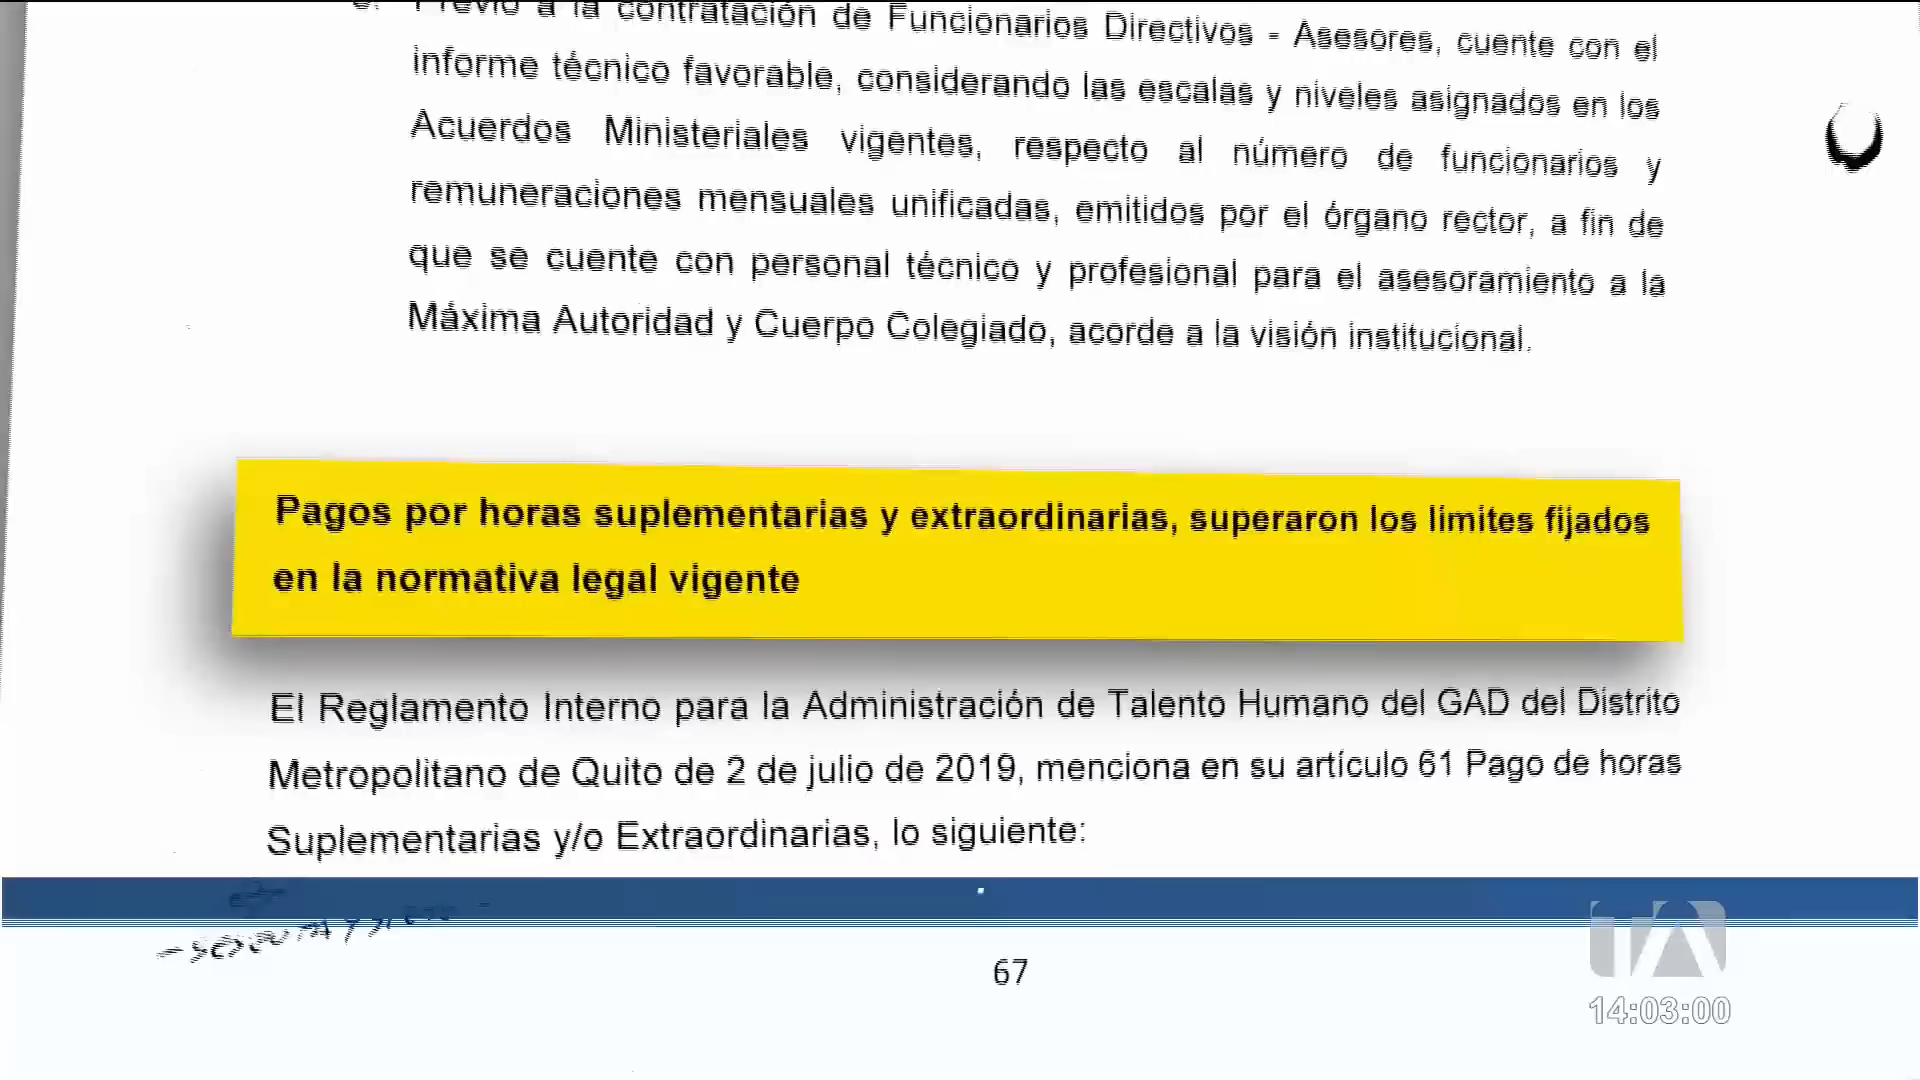 Previo a la contratación de Funcionarios Directivos - Asesores, cuente con el
informe técnico favorable, considerando las escalas y niveles asignados en los
Acuerdos Ministeriales vigentes, respecto al número de funcionarios y
remuneraciones mensuales unificadas, emitidos por el órgano rector, a fin de
que se cuente con personal técnico y profesional para el asesoramiento a la
Máxima Autoridad y Cuerpo Colegiado, acorde a la visión institucional.
Pagos por horas suplementarias y extraordinarias, superaron los límites fijados
en la normativa legal vigente
El Reglamento Interno para la Administración de Talento Humano del GAD del Distrito
Metropolitano de Quito de 2 de julio de 2019, menciona en su artículo 61 Pago de horas
Suplementarias y/o Extraordinarias, lo siguiente:
67
TA
14:03:00